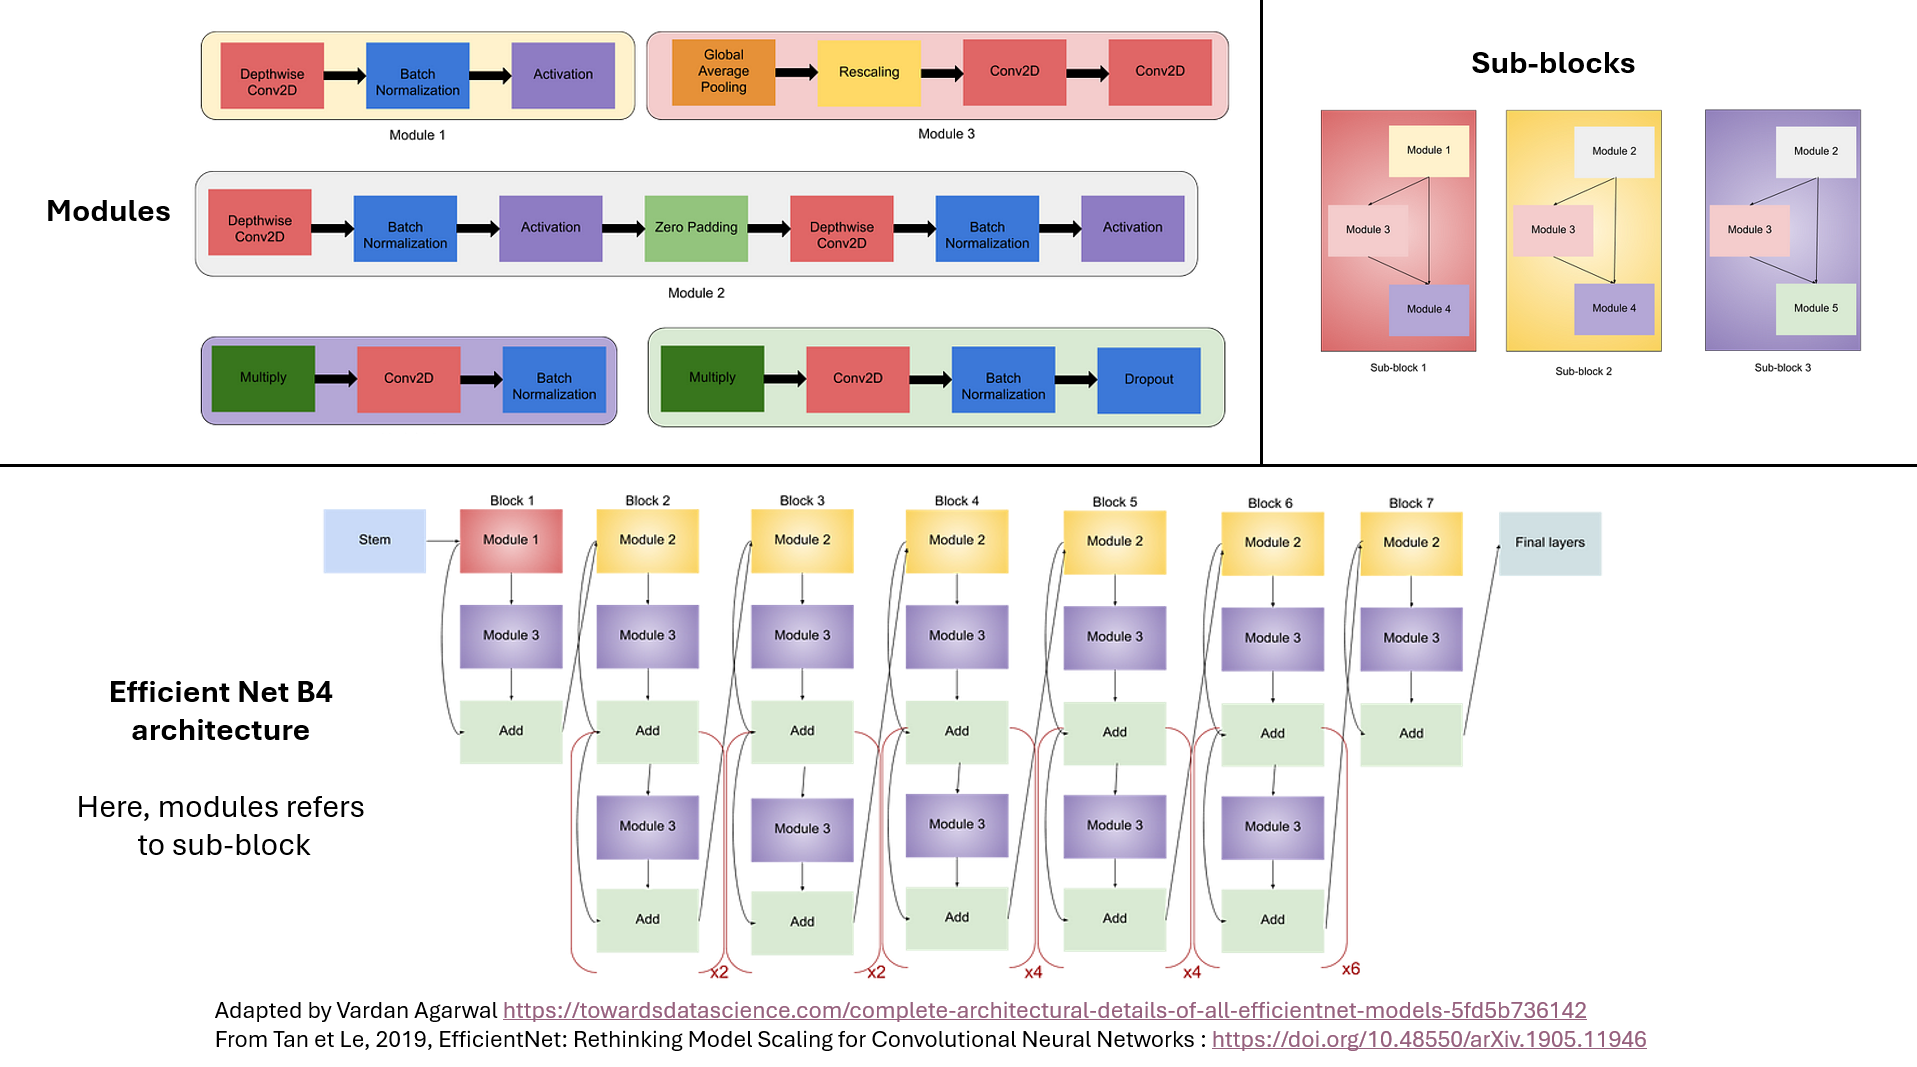 Modules
Depthwise
Conv2D
Batch
Normalization
Activation
Module 1
Global
Average
Pooling
Rescaling
Conv2D
Conv2D
Module 3
Depthwise
Conv2D
Batch
Normalization
Activation
Zero Padding
Depthwise
Conv2D
Batch
Normalization
Activation
Module 2
Multiply
Conv2D
Batch
Normalization
Multiply
Conv2D
Batch
Normalization
Dropout
Sub-blocks
Module 1
Module 3
Module 4
Sub-block 1
Module 2
Module 3
Module 4
Sub-block 2
Module 2
Module 3
Module 5
Sub-block 3
Efficient Net B4
architecture
Here, modules refers
to sub-block
Stem
Block 1
Module 1
Module 3
Add
Block 2
Module 2
Module 3
Add
Module 3
Add
x2
Block 3
Module 2
Module 3
Add
Module 3
Add
x2
Block 4
Module 2
Module 3
Add
Module 3
Add
x4
Block 5
Module 2
Module 3
Add
Module 3
Add
x4
Block 6
Module 2
Module 3
Add
Module 3
Add
x6
Block 7
Module 2
Module 3
Add
Final layers
Adapted by Vardan Agarwal https://towardsdatascience.com/complete-architectural-details-of-all-efficientnet-models-5fd5b736142
From Tan et Le, 2019, EfficientNet: Rethinking Model Scaling for Convolutional Neural Networks : https://doi.org/10.48550/arXiv.1905.11946